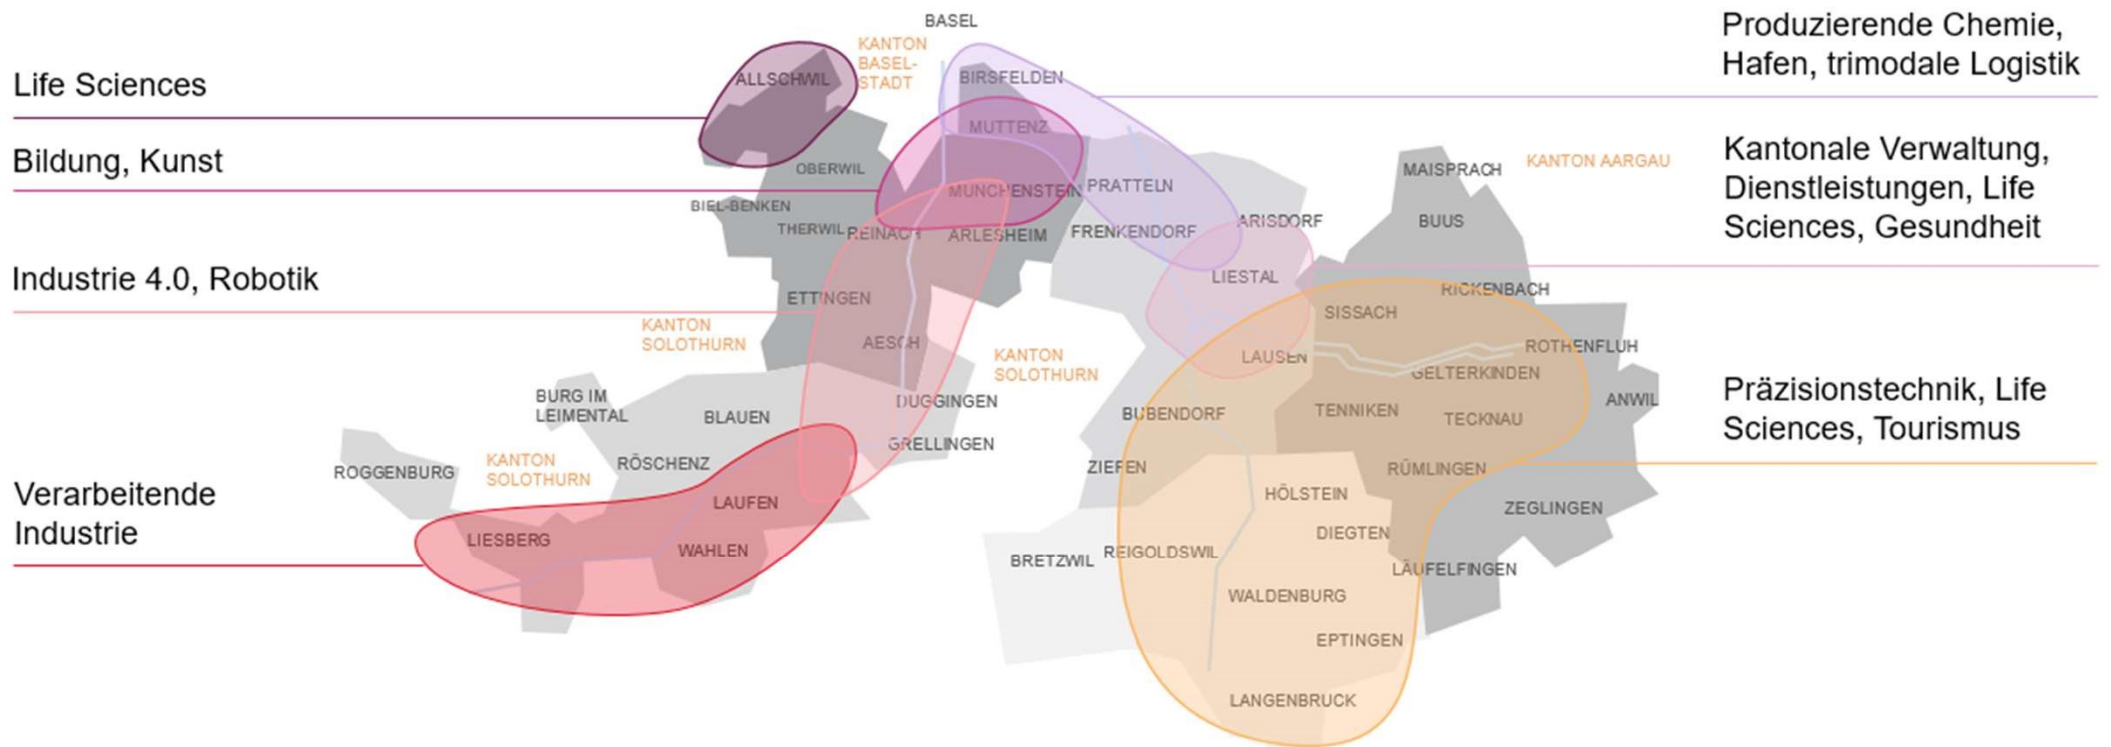 Life Sciences
Bildung, Kunst
Industrie 4.0, Robotik
Verarbeitende
Industrie
BASEL
KANTON
BASEL-
STADT
ALLSCHWIL
BIRSFELDEN
MUTTENZ
OBERWIL
MÜNCHENSTEIN
PRATTELN
BIEL-BENKEN
THERWIL
REINACH
ARLESHEIM
FRENKENDORF
ARISDORF
MAISPRACH
KANTON AARGAU
BUUS
LIESTAL
RICKENBACH
ETTINGEN
SISSACH
KANTON
SOLOTHURN
AESCH
KANTON
SOLOTHURN
LAUSEN
ROTHENFLUH
GELTERKINDEN
BURG IM
LEIMENTAL
BLAUEN
DUGGINGEN
BUBENDORF
TENNIKEN
TECKNAU
ANWIL
GRELLINGEN
ROGGENBURG
KANTON
SOLOTHURN
RÖSCHENZ
ZIEFEN
RÜMLINGEN
LAUFEN
HÖLSTEIN
ZEGLINGEN
LIESBERG
WAHLEN
DIEGTEN
BRETZWIL
REIGOLDSWIL
LÄUFELFINGEN
WALDENBURG
EPTINGEN
LANGENBRUCK
Produzierende Chemie,
Hafen, trimodale Logistik
Kantonale Verwaltung,
Dienstleistungen, Life
Sciences, Gesundheit
Präzisionstechnik, Life
Sciences, Tourismus